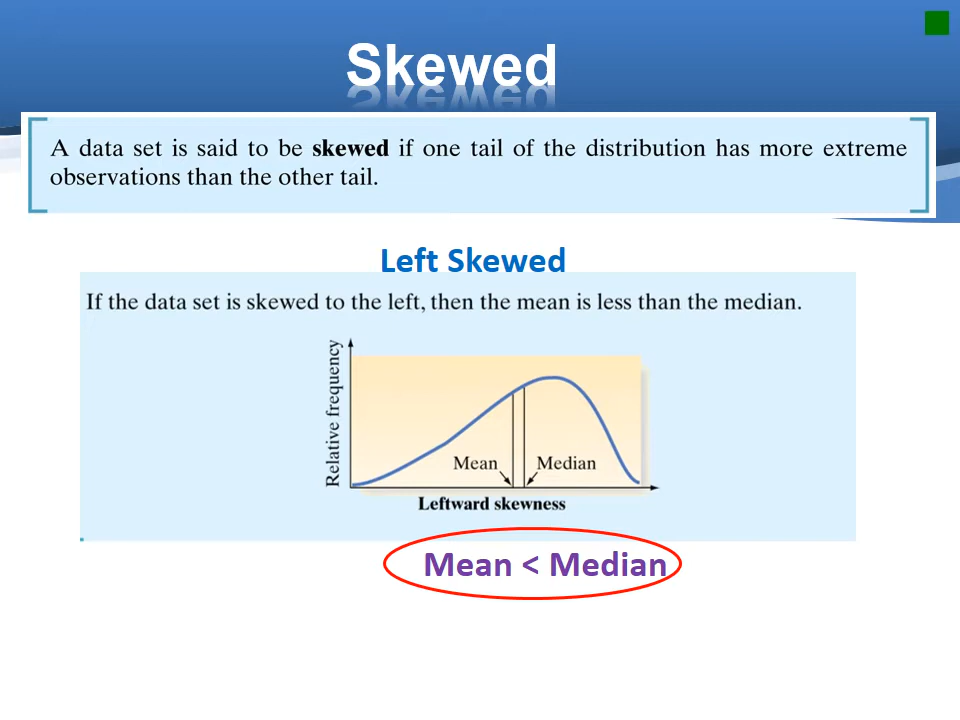 Skewed
A data set is said to be skewed if one tail of the distribution has more extreme
observations than the other tail.
Left Skewed
If the data set is skewed to the left, then the mean is less than the median.
Relative frequency
Mean
Median
Leftward skewness
Mean < Median